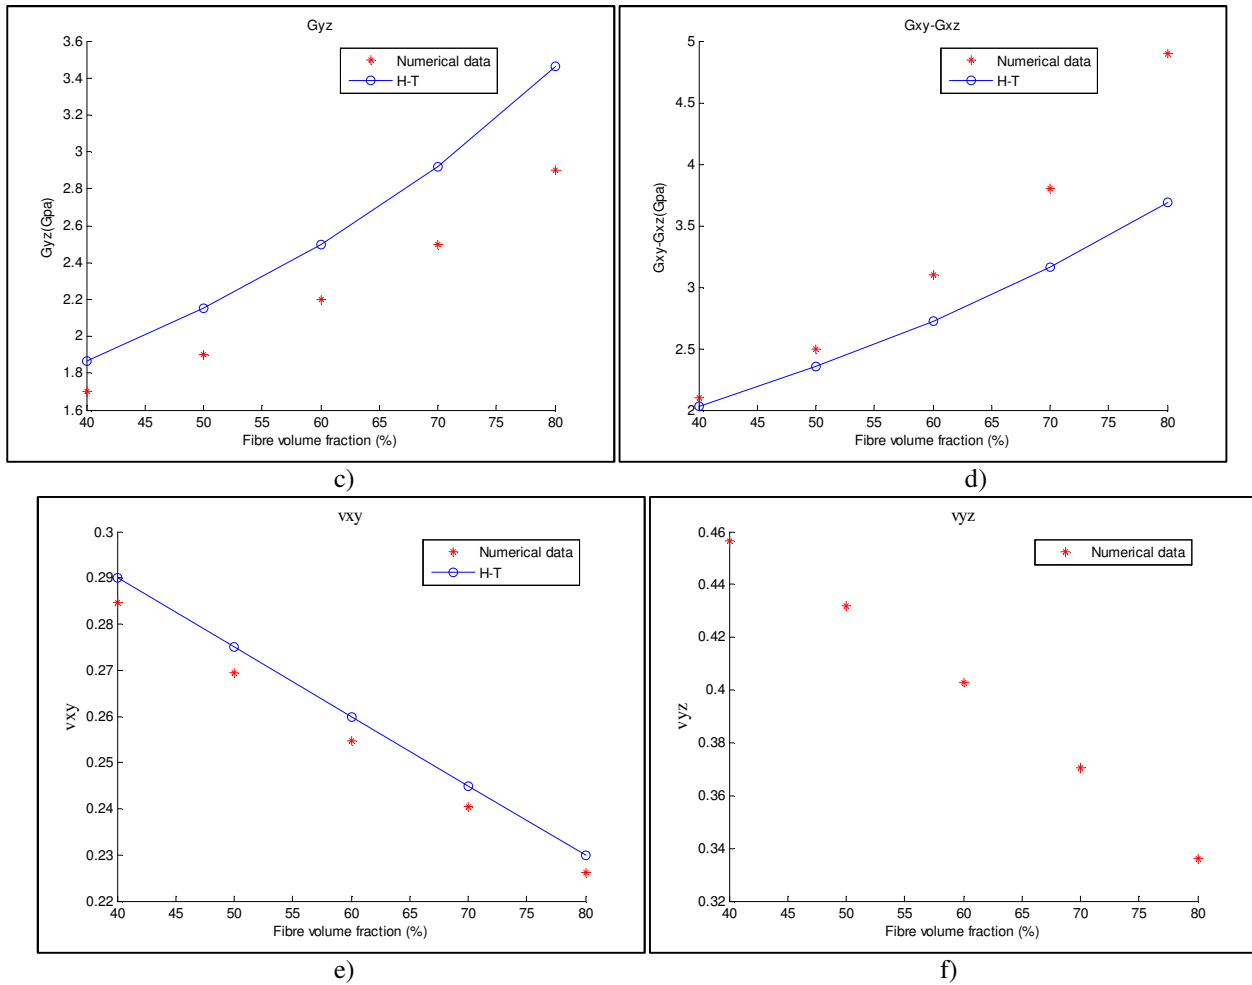 Gyz
Numerical data
H-T
Gyz(Gpa)
3.6
3.4
3.2
3
2.8
2.6
2.4
2.2
2
1.8
1.6
40 45 50 55 60 65 70 75 80
Fibre volume fraction (%)
c)
Gxy-Gxz
Numerical data
H-T
Gxy-Gxz(Gpa)
5
4.5
4
3.5
3
2.5
2
40 45 50 55 60 65 70 75 80
Fibre volume fraction (%)
d)
νxy
Numerical data
H-T
νxy
0.3
0.29
0.28
0.27
0.26
0.25
0.24
0.23
0.22
40 45 50 55 60 65 70 75 80
Fibre volume fraction (%)
e)
νyz
Numerical data
νyz
0.46
0.44
0.42
0.4
0.38
0.36
0.34
0.32
40 45 50 55 60 65 70 75 80
Fibre volume fraction (%)
f)